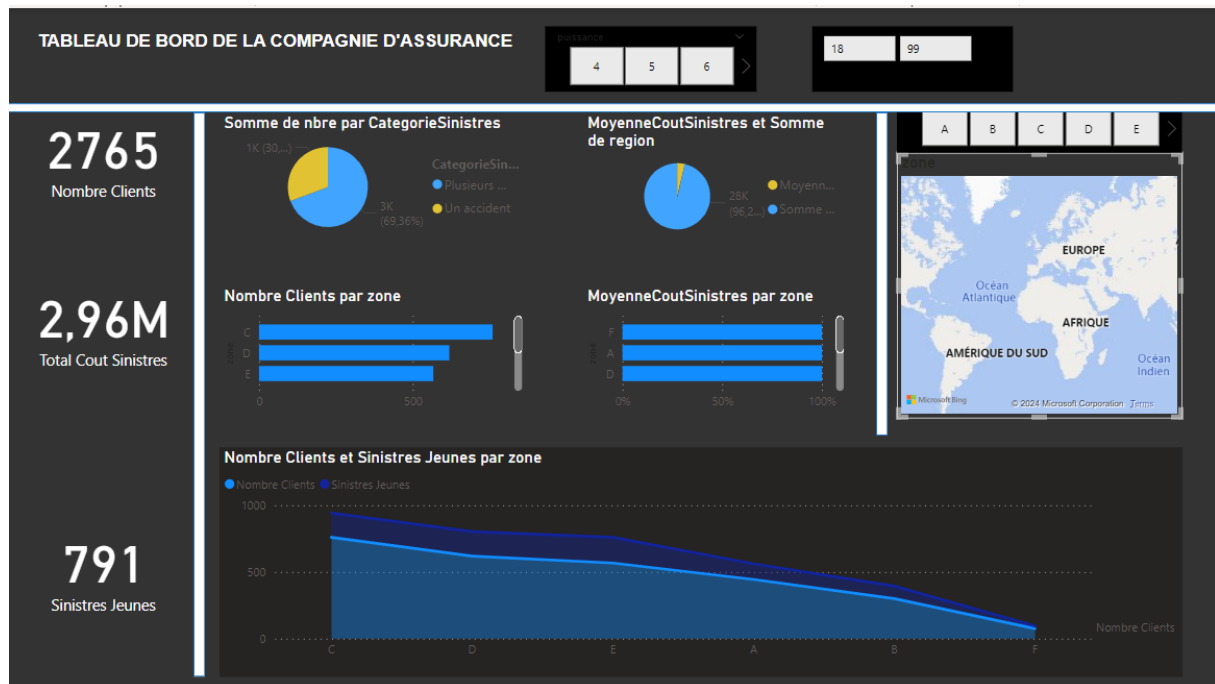 TABLEAU DE BORD DE LA COMPAGNIE D'ASSURANCE
puissance
4 5 6
18 99
2765
Nombre Clients
2,96M
Total Cout Sinistres
791
Sinistres Jeunes
Somme de nbre par CategorieSinistres
1K (30,...)
3K
(69,36%)
CategorieSin...
Plusieurs ...
Un accident
MoyenneCoutSinistres et Somme
de region
28K
(96,2...)
Moyenn...
Somme ...
A B C D E
zone
EUROPE
Océan
Atlantique
AFRIQUE
AMÉRIQUE DU SUD
Océan
Indien
Microsoft Bing
© 2024 Microsoft Corporation Terms
Nombre Clients par zone
zone
C
D
E
0 500
MoyenneCoutSinistres par zone
zone
F
A
D
0% 50% 100%
Nombre Clients et Sinistres Jeunes par zone
Nombre Clients Sinistres Jeunes
1000
500
0
Nombre Clients
C D E A B F